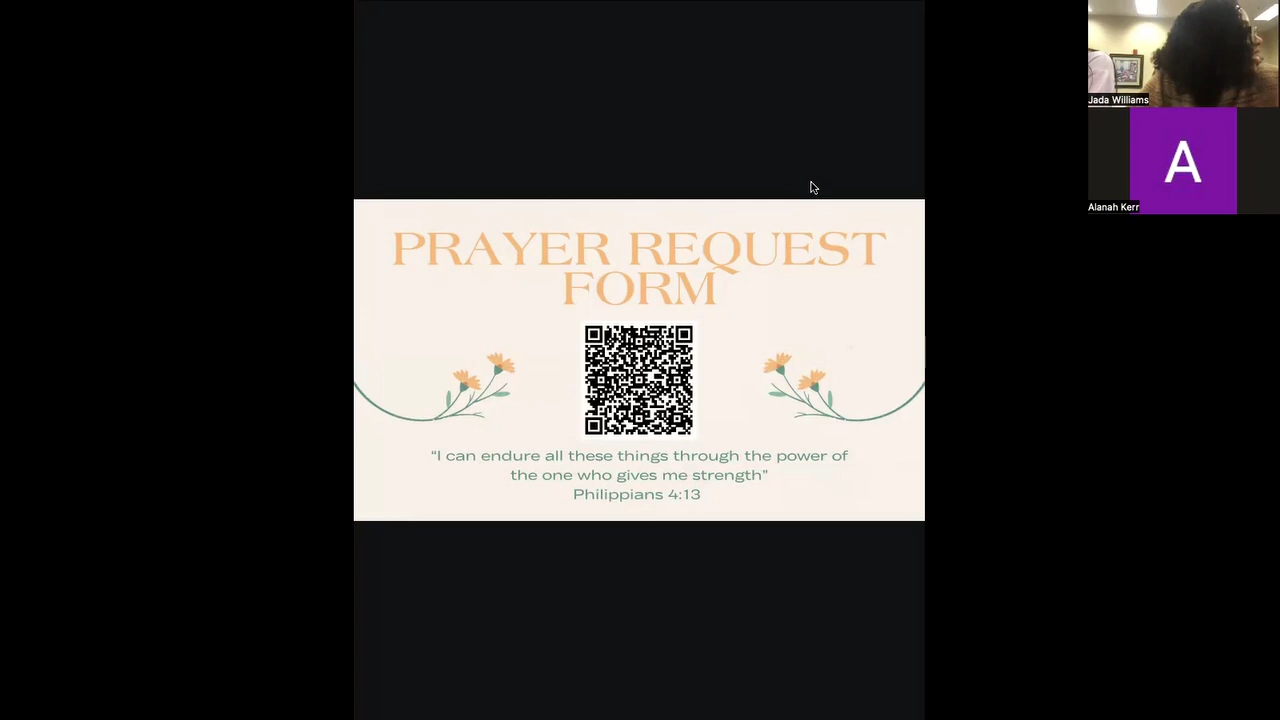 PRAYER REQUEST
FORM
“I can endure all these things through the power of
the one who gives me strength”
Philippians 4:13
Jada Williams
A
Alanah Kerr